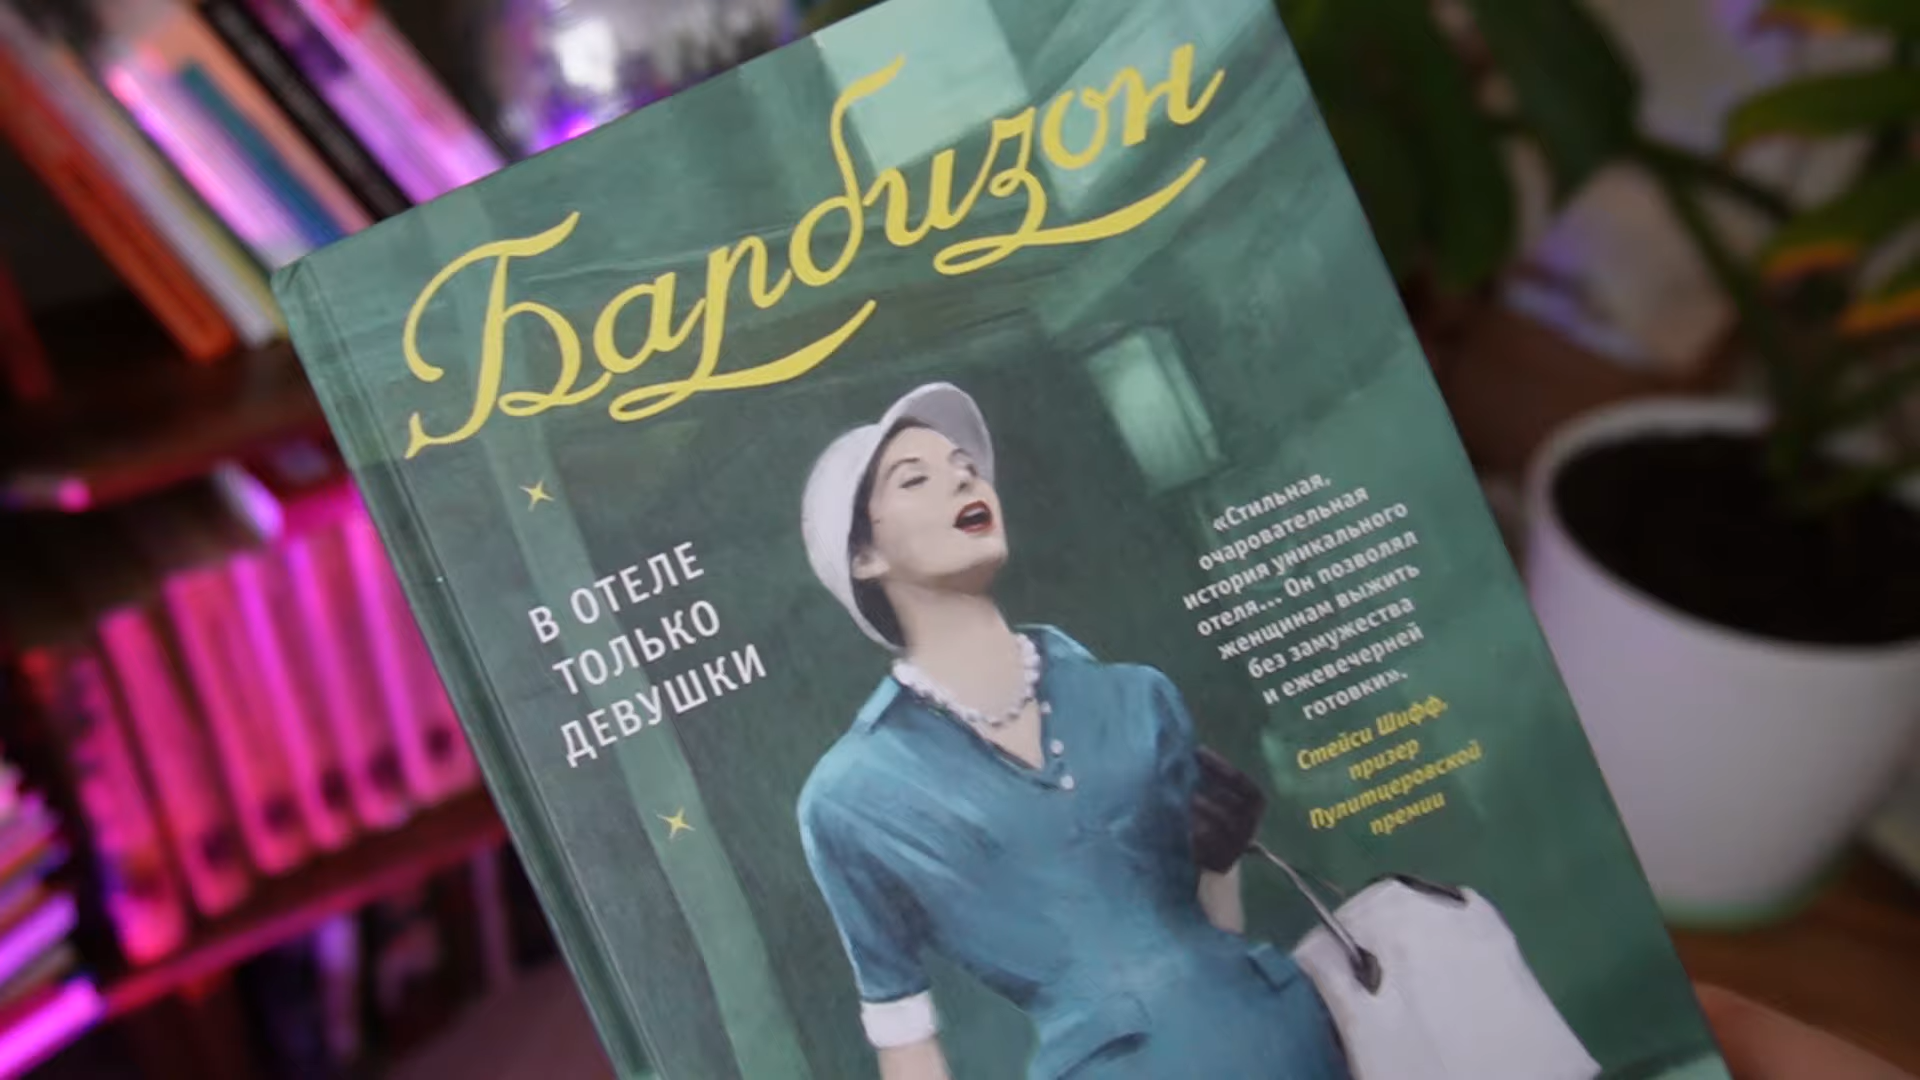 Барбизон
В ОТЕЛЕ
ТОЛЬКО
ДЕВУШКИ
«Стильная,
очаровательная
история уникального
отеля... Он позволял
женщинам выжить
без замужества
и ежевечерней
готовки».
Стейси Шифф,
призер
Пулитцеровской
премии